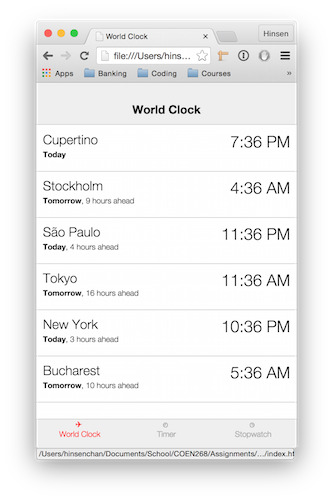 World Clock
Hinsen
file:///Users/hins...
Apps
Banking
Coding
Courses
»
World Clock
Cupertino
7:36 PM
Today
Stockholm
4:36 AM
Tomorrow, 9 hours ahead
São Paulo
11:36 PM
Today, 4 hours ahead
Tokyo
11:36 AM
Tomorrow, 16 hours ahead
New York
10:36 PM
Today, 3 hours ahead
Bucharest
5:36 AM
Tomorrow, 10 hours ahead
World Clock
Timer
Stopwatch
/Users/hinsenchan/Documents/School/COEN268/Assignments/.../index.ht